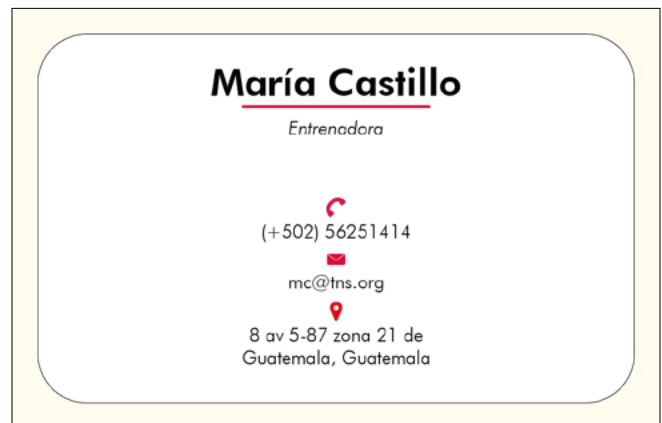 María Castillo
Entrenadora
(+502) 56251414
mc@tns.org
8 av 5-87 zona 21 de
Guatemala, Guatemala